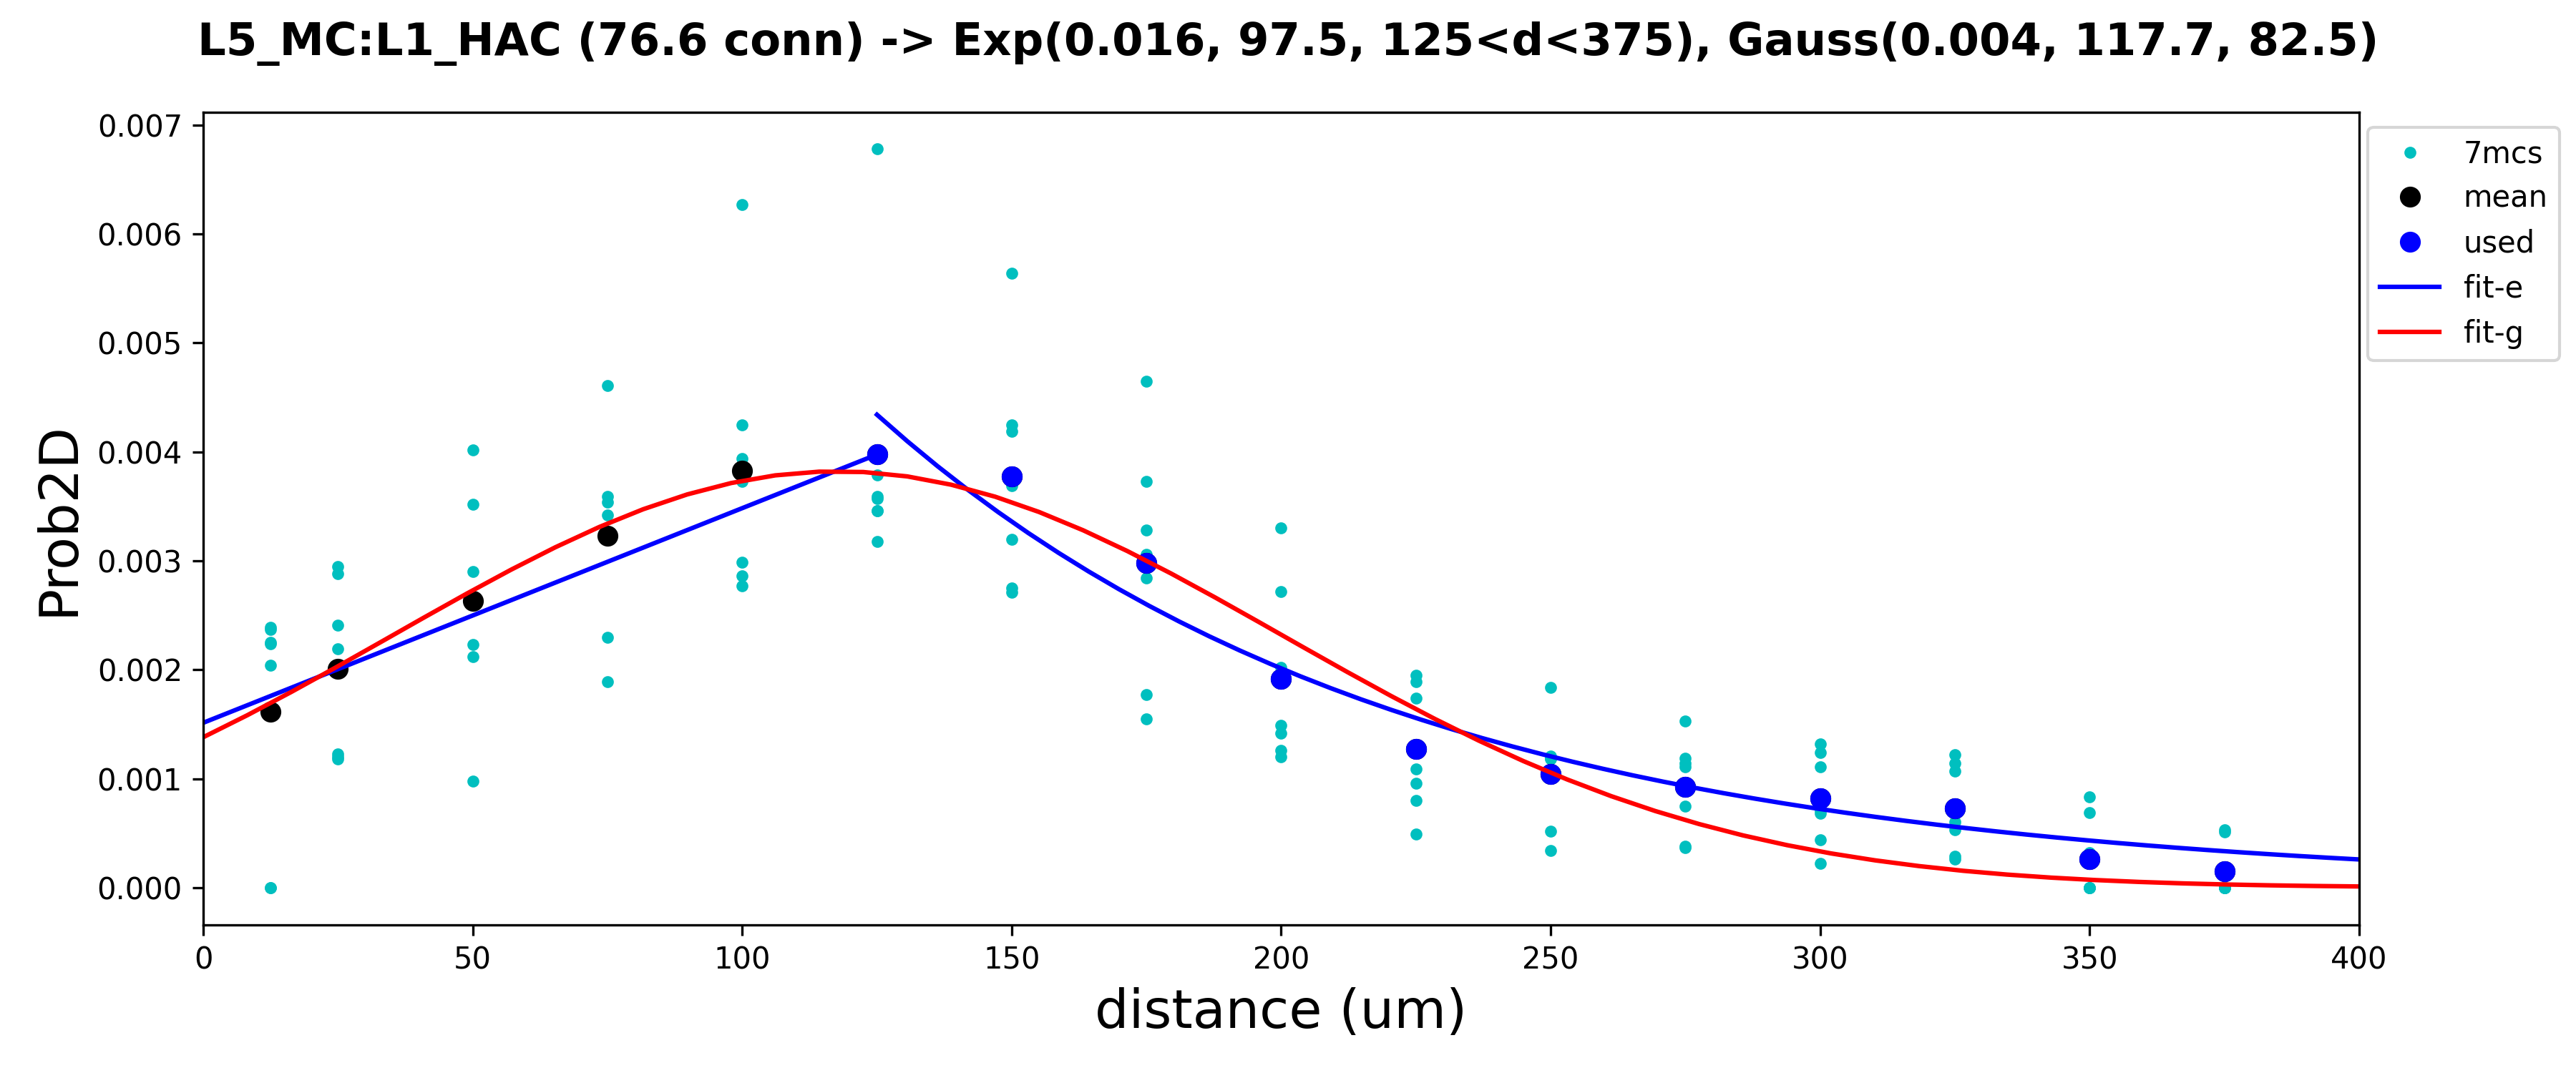 L5_MC:L1_HAC (76.6 conn) -> Exp(0.016, 97.5, 125<d<375), Gauss(0.004, 117.7, 82.5)
0.007
0.006
0.005
0.004
0.003
0.002
0.001
0.000
Prob2D
0 50 100 150 200 250 300 350 400
distance (um)
7mcs
mean
used
fit-e
fit-g